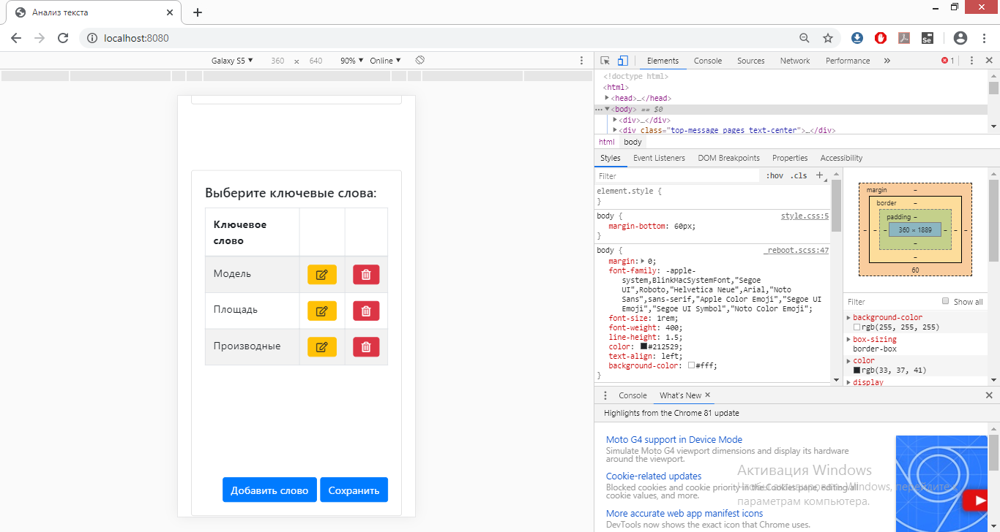 Анализ текста
localhost:8080
Galaxy S5 ▼ 360 × 640 90% ▼ Online ▼
Elements Console Sources Network Performance » 1
<!doctype html>
<html>
<head>…</head>
<body> == $0
<div>…</div>
<div class="top-message pages text-center">…</div>
html body
Styles Event Listeners DOM Breakpoints Properties Accessibility
Filter :hov .cls +
element.style {
}
body { style.css:5
margin-bottom: 60px;
}
body { _reboot.scss:47
margin: 0;
font-family: -apple-
system,BlinkMacSystemFont,"Segoe
UI",Roboto,"Helvetica Neue",Arial,"Noto
Sans",sans-serif,"Apple Color Emoji","Segoe UI
Emoji","Segoe UI Symbol","Noto Color Emoji";
font-size: 1rem;
font-weight: 400;
line-height: 1.5;
color: #212529;
text-align: left;
background-color: #fff;
}
margin –
border –
padding –
– – – 360 × 1889 – – –
–
–
60
Filter Show all
background-color
rgb(255, 255, 255)
box-sizing
border-box
color
rgb(33, 37, 41)
display
Выберите ключевые слова:
Ключевое
слово
Модель
Площадь
Производные
Добавить слово Сохранить
Console What's New ×
Highlights from the Chrome 81 update
Moto G4 support in Device Mode
Simulate Moto G4 viewport dimensions and display its hardware
around the viewport.
Cookie-related updates
Blocked cookies and cookie priority in the Cookies pane, editing all
cookie values, and more.
More accurate web app manifest icons
DevTools now shows the exact icon that Chrome uses.
Активация Windows
Чтобы активировать Windows, перейдите к
параметрам компьютера.